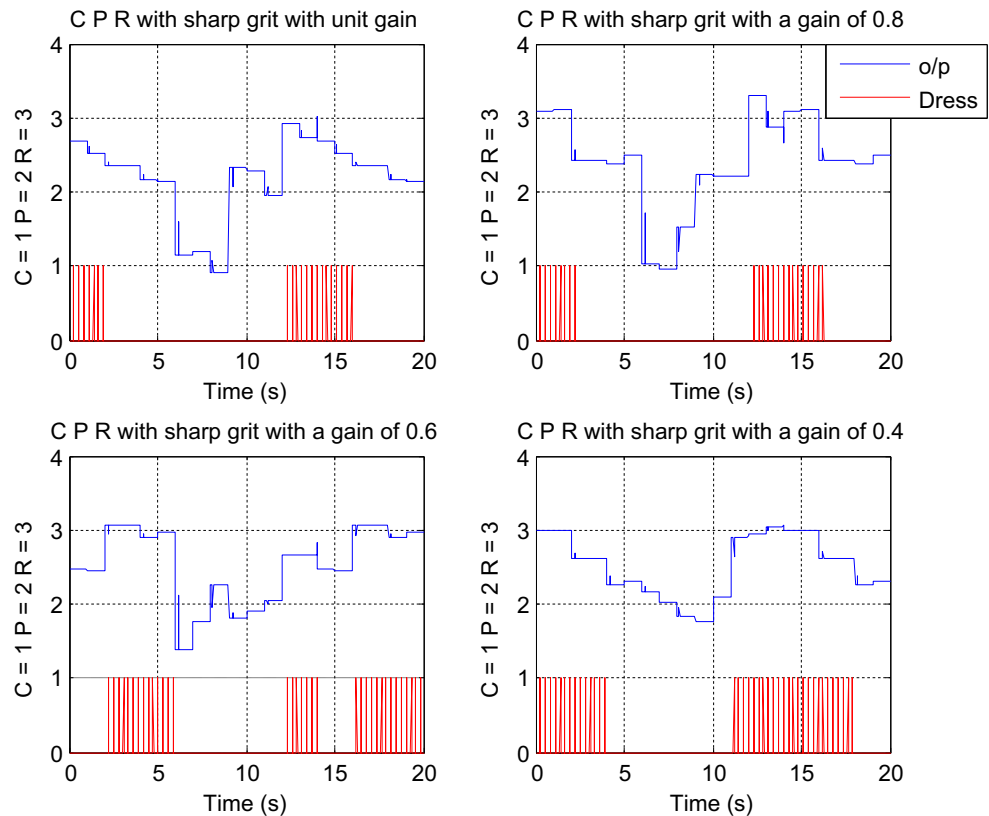 C P R with sharp grit with unit gain
C = 1 P = 2 R = 3
4
3
2
1
0
0 5 10 15 20
Time (s)
C P R with sharp grit with a gain of 0.8
o/p
Dress
C = 1 P = 2 R = 3
4
3
2
1
0
0 5 10 15 20
Time (s)
C P R with sharp grit with a gain of 0.6
C = 1 P = 2 R = 3
4
3
2
1
0
0 5 10 15 20
Time (s)
C P R with sharp grit with a gain of 0.4
C = 1 P = 2 R = 3
4
3
2
1
0
0 5 10 15 20
Time (s)